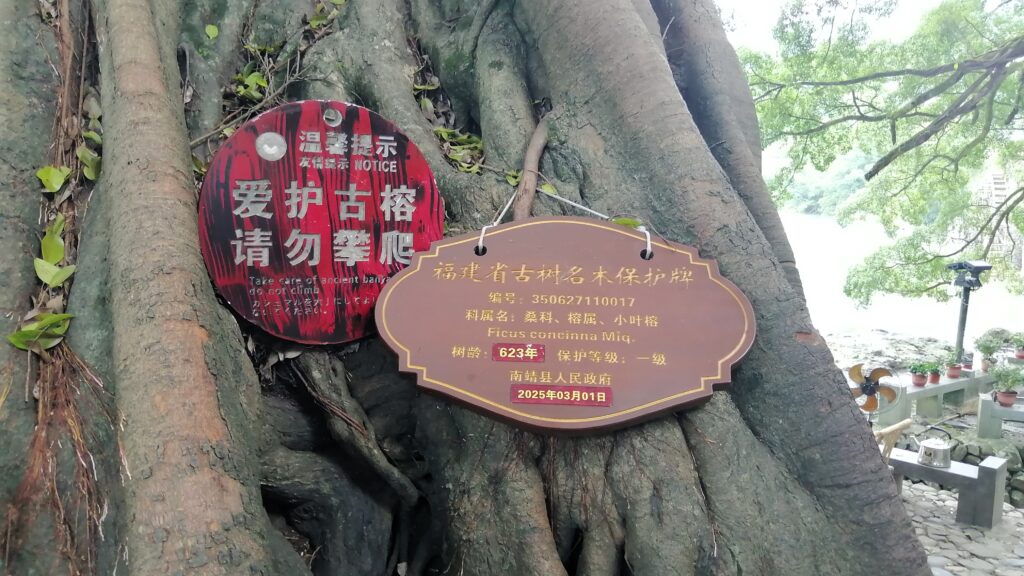 温馨提示
友情提示 NOTICE
爱护古榕
请勿攀爬
Take care of ancient banyan
do not climb
福建省古树名木保护牌
编号：350627110017
科属名：桑科、榕属、小叶榕
Ficus concinna Miq.
树龄：623年 保护等级：一级
南靖县人民政府
2025年03月01日